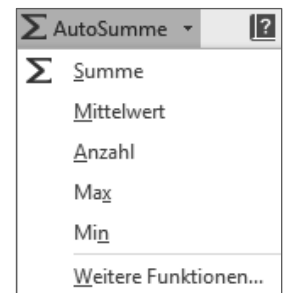 Σ AutoSumme ?
Σ Summe
Mittelwert
Anzahl
Max
Min
Weitere Funktionen...